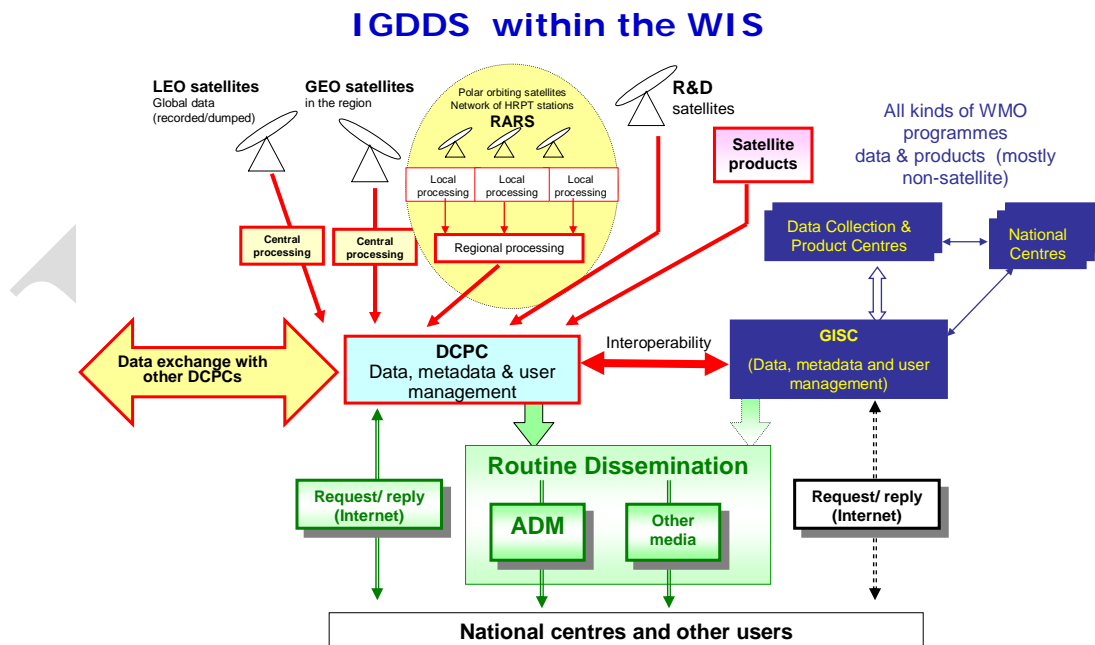 IGDDS within the WIS
LEO satellites
Global data
(recorded/dumped)
GEO satellites
in the region
Polar orbiting satellites
Network of HRPT stations
RARS
R&D
satellites
Satellite
products
All kinds of WMO
programmes
data & products (mostly
non-satellite)
Local
processing
Local
processing
Local
processing
Central
processing
Central
processing
Regional processing
Data Collection &
Product Centres
National
Centres
Data exchange with
other DCPCs
DCPC
Data, metadata & user
management
Interoperability
GISC
(Data, metadata and user
management)
Routine Dissemination
Request/ reply
(Internet)
ADM
Other
media
Request/ reply
(Internet)
National centres and other users